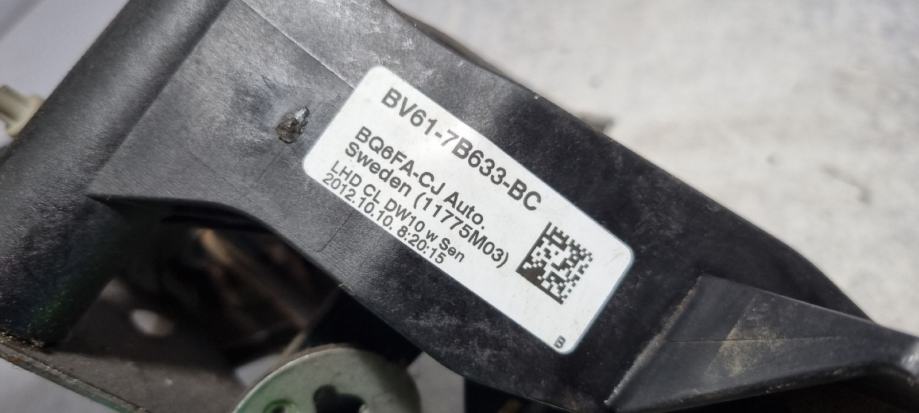 BV61-7B633-BC
BQ6FA-CJ Auto
Sweden (11775M03)
LHD CL DW10 w Sen
2012.10.10. 8:20:15
B